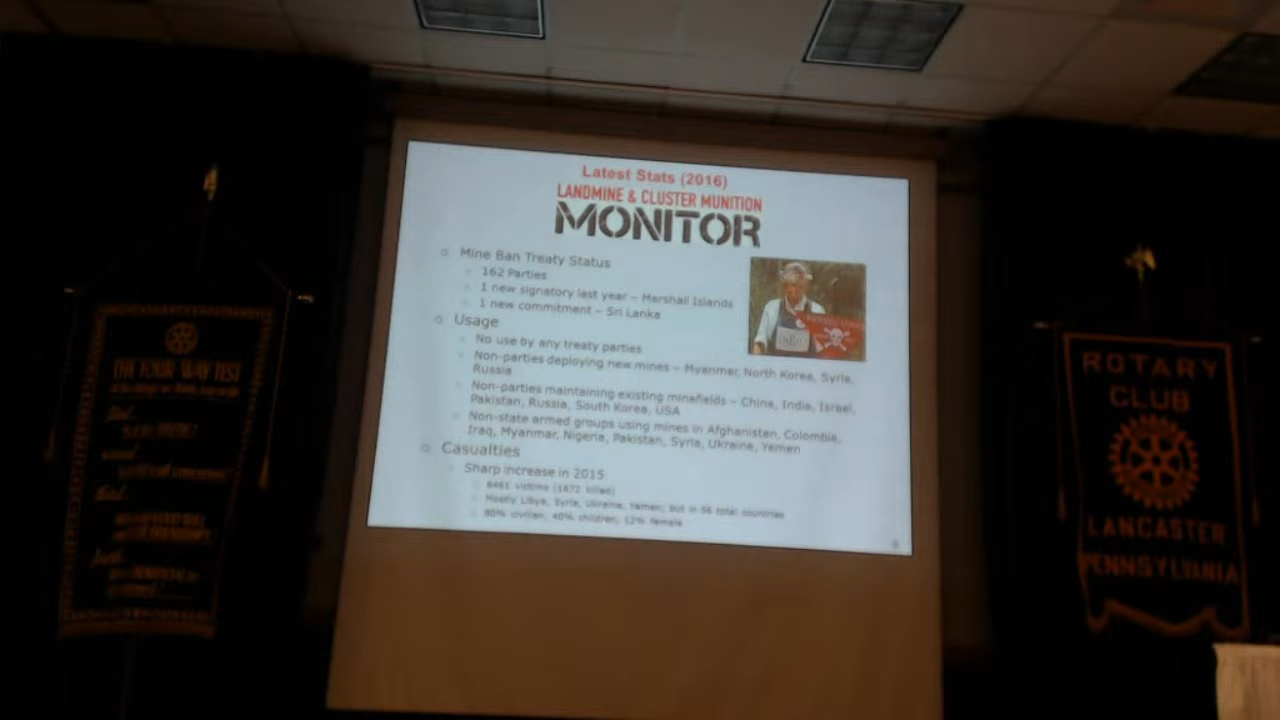 Latest Stats (2016)
LANDMINE & CLUSTER MUNITION
MONITOR
Mine Ban Treaty Status
162 Parties
1 new signatory last year – Marshall Islands
1 new commitment – Sri Lanka
Usage
No use by any treaty parties
Non-parties deploying new mines – Myanmar, North Korea, Syria,
Russia
Non-parties maintaining existing minefields – China, India, Israel,
Pakistan, Russia, South Korea, USA
Non-state armed groups using mines in Afghanistan, Colombia,
Iraq, Myanmar, Nigeria, Pakistan, Syria, Ukraine, Yemen
Casualties
Sharp increase in 2015
6461 victims (1672 killed)
Mostly Libya, Syria, Ukraine, Yemen; but in 56 total countries
80% civilian, 40% children, 12% female
THE FOUR-WAY TEST
ROTARY
CLUB
LANCASTER
PENNSYLVANIA